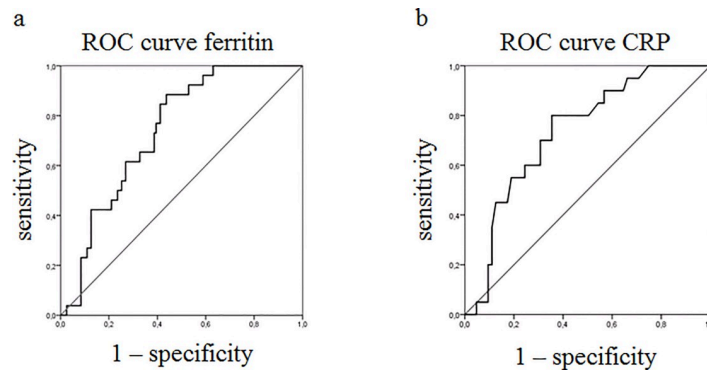 a
ROC curve ferritin
1,0
0,8
0,6
0,4
0,2
0,0
0,0 0,2 0,4 0,6 0,8 1,0
sensitivity
1 – specificity
b
ROC curve CRP
1,0
0,8
0,6
0,4
0,2
0,0
0,0 0,2 0,4 0,6 0,8 1,0
sensitivity
1 – specificity